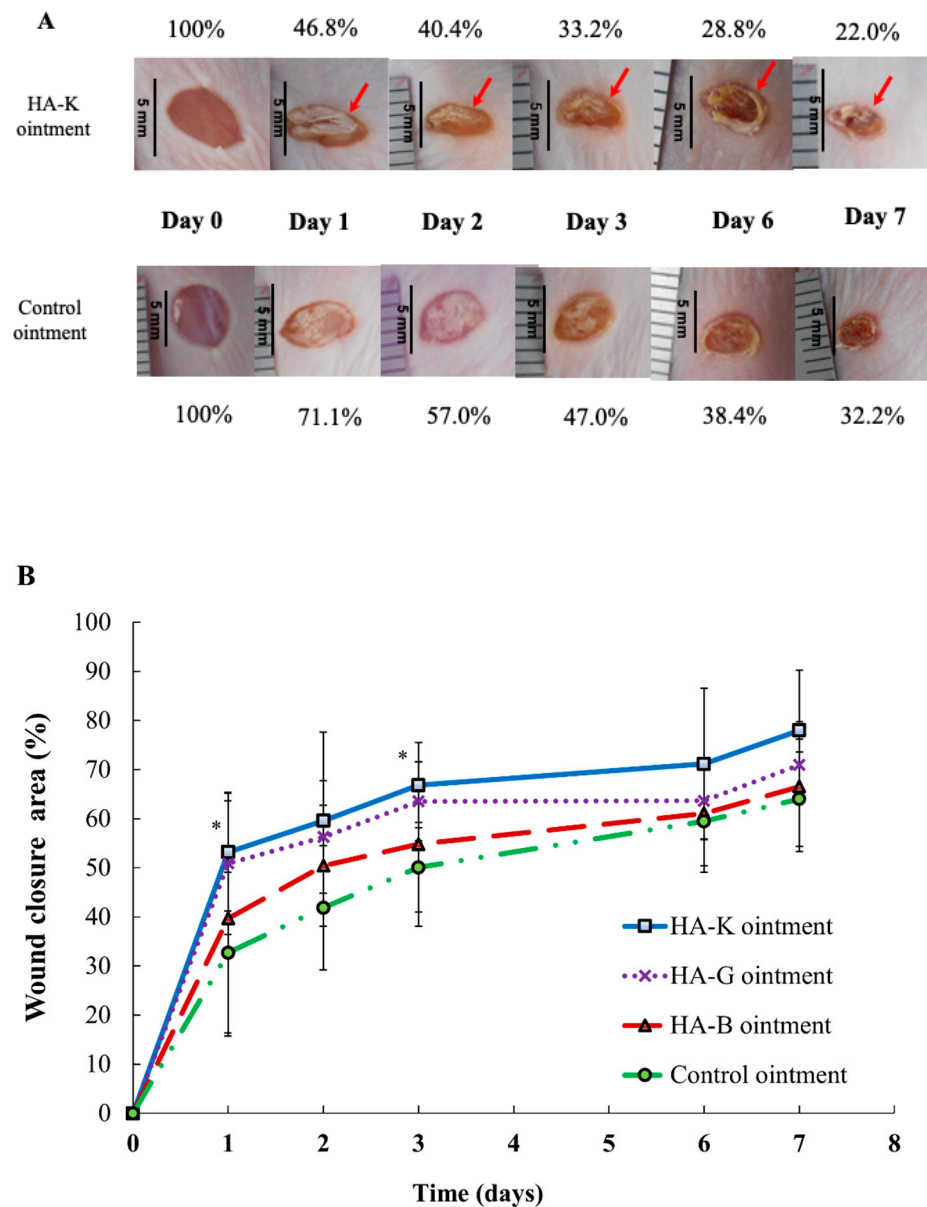 A
100% 46.8% 40.4% 33.2% 28.8% 22.0%
HA-K
ointment
5 mm 5 mm 5 mm 5 mm 5 mm 5 mm
Day 0 Day 1 Day 2 Day 3 Day 6 Day 7
Control
ointment
5 mm 5 mm 5 mm 5 mm 5 mm 5 mm
100% 71.1% 57.0% 47.0% 38.4% 32.2%
B
Wound closure area (%)
100
90
80
70
60
50
40
30
20
10
0
*
*
HA-K ointment
HA-G ointment
HA-B ointment
Control ointment
0 1 2 3 4 5 6 7 8
Time (days)